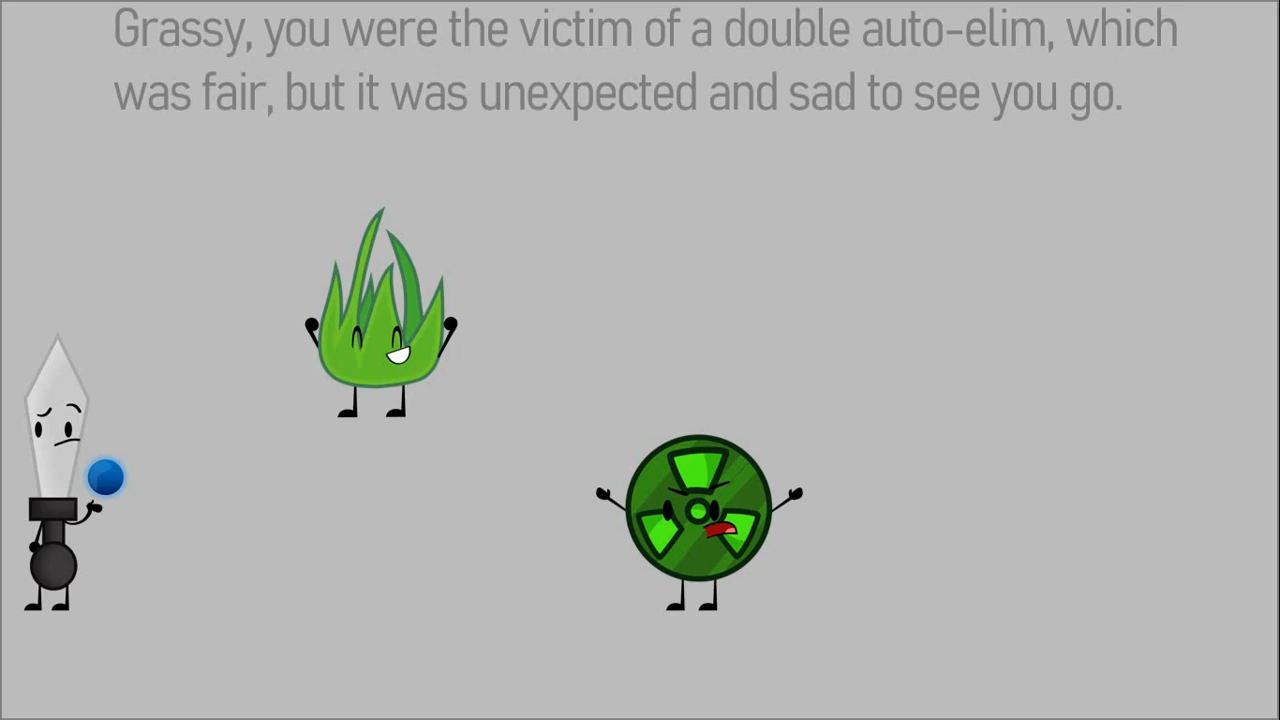 Grassy, you were the victim of a double auto-elim, which
was fair, but it was unexpected and sad to see you go.